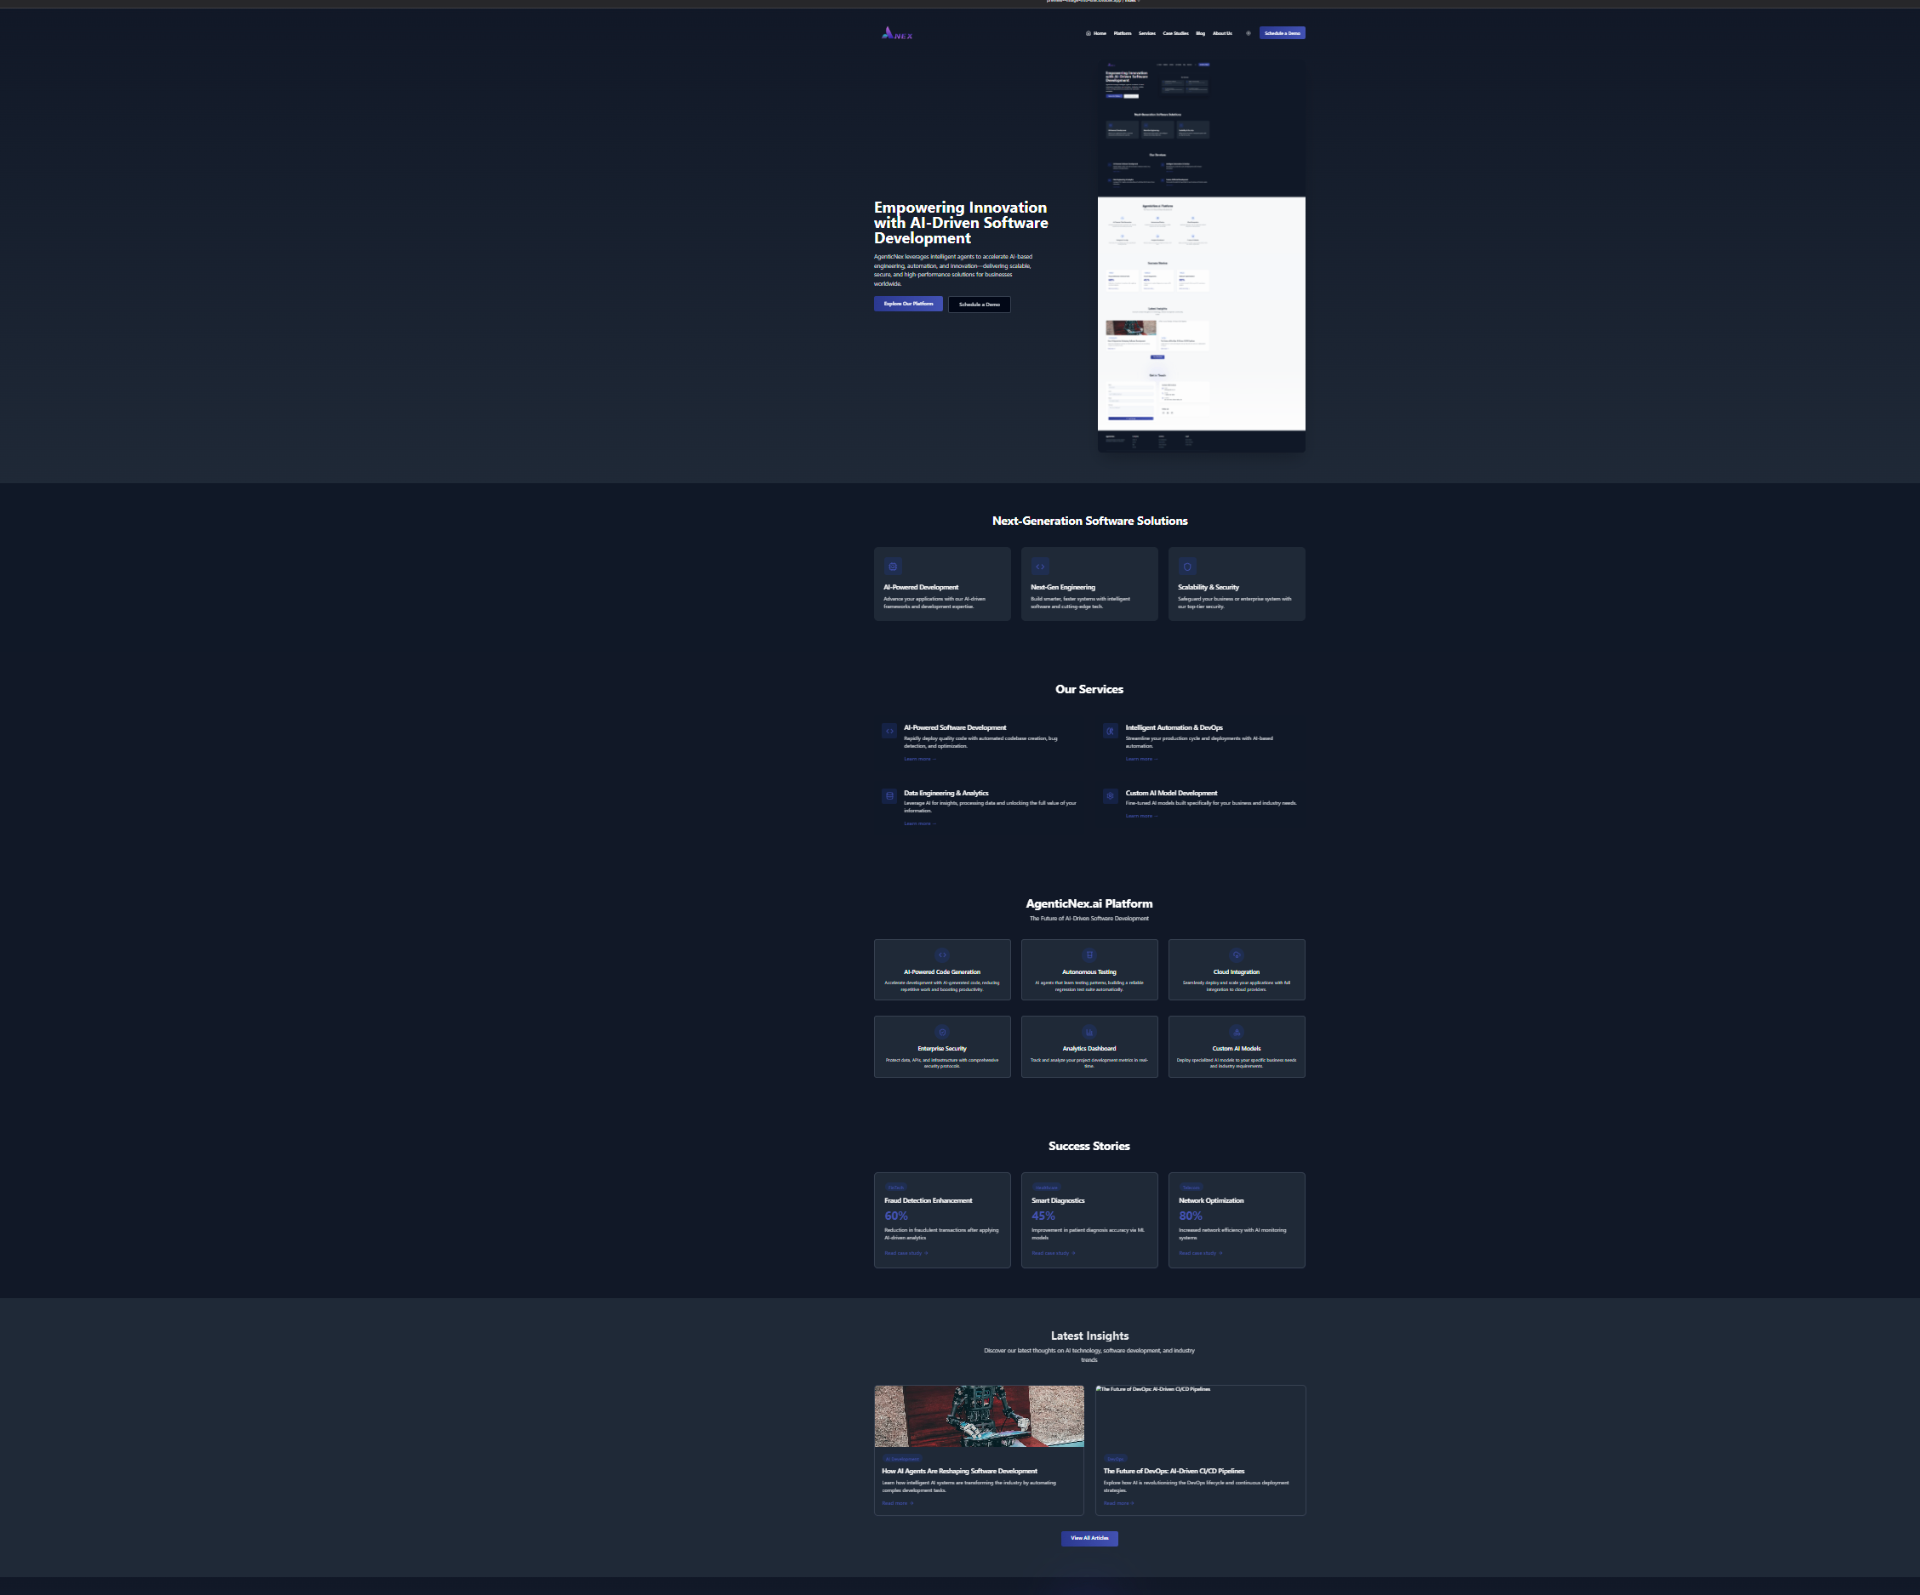 NEX
Home Platform Services Case Studies Blog About Us Schedule a Demo
Empowering Innovation
with AI-Driven Software
Development
AgenticNex leverages intelligent agents to accelerate AI-based
engineering, automation, and innovation—delivering scalable,
secure, and high-performance solutions for businesses
worldwide.
Explore Our Platform Schedule a Demo
Next-Generation Software Solutions
AI-Powered Development
Advance your applications with our AI-driven
frameworks and development expertise.
Next-Gen Engineering
Build smarter, faster systems with intelligent
software and cutting-edge tech.
Scalability & Security
Safeguard your business or enterprise system with
our top-tier security.
Our Services
AI-Powered Software Development
Rapidly deploy quality code with automated codebase creation, bug
detection, and optimization.
Learn more →
Intelligent Automation & DevOps
Streamline your production cycle and deployments with AI-based
automation.
Learn more →
Data Engineering & Analytics
Leverage AI for insights, processing data and unlocking the full value of your
information.
Learn more →
Custom AI Model Development
Fine-tuned AI models built specifically for your business and industry needs.
Learn more →
AgenticNex.ai Platform
The Future of AI-Driven Software Development
AI-Powered Code Generation
Accelerate development with AI-generated code, reducing
repetitive work and boosting productivity.
Autonomous Testing
AI agents that learn testing patterns, building a reliable
regression test suite automatically.
Cloud Integration
Seamlessly deploy and scale your applications with full
integration to cloud providers.
Enterprise Security
Protect data, APIs, and infrastructure with comprehensive
security protocols.
Analytics Dashboard
Track and analyze your project development metrics in real-
time.
Custom AI Models
Deploy specialized AI models to your specific business needs
and industry requirements.
Success Stories
Fraud Detection Enhancement
60%
Reduction in fraudulent transactions after applying
AI-driven analytics
Read case study →
Smart Diagnostics
45%
Improvement in patient diagnosis accuracy via ML
models
Read case study →
Network Optimization
80%
Increased network efficiency with AI monitoring
systems
Read case study →
Latest Insights
Discover our latest thoughts on AI technology, software development, and industry
trends
AI Development
How AI Agents Are Reshaping Software Development
Learn how intelligent AI systems are transforming the industry by automating
complex development tasks.
Read more →
The Future of DevOps: AI-Driven CI/CD Pipelines
DevOps
The Future of DevOps: AI-Driven CI/CD Pipelines
Explore how AI is revolutionizing the DevOps lifecycle and continuous deployment
strategies.
Read more →
View All Articles